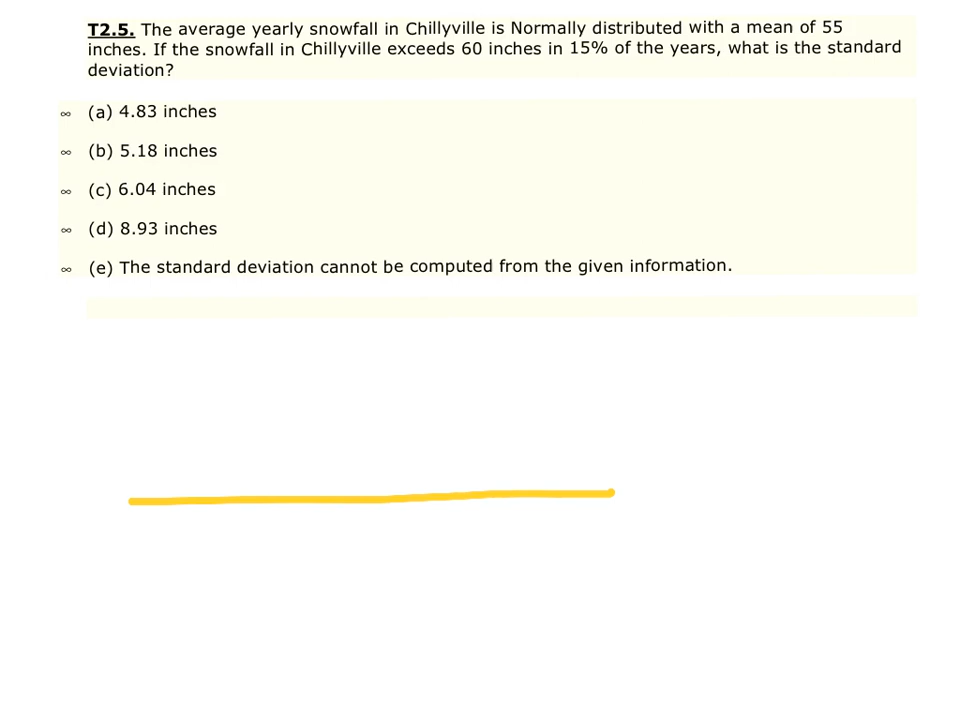 T2.5. The average yearly snowfall in Chillyville is Normally distributed with a mean of 55
inches. If the snowfall in Chillyville exceeds 60 inches in 15% of the years, what is the standard
deviation?
∞ (a) 4.83 inches
∞ (b) 5.18 inches
∞ (c) 6.04 inches
∞ (d) 8.93 inches
∞ (e) The standard deviation cannot be computed from the given information.